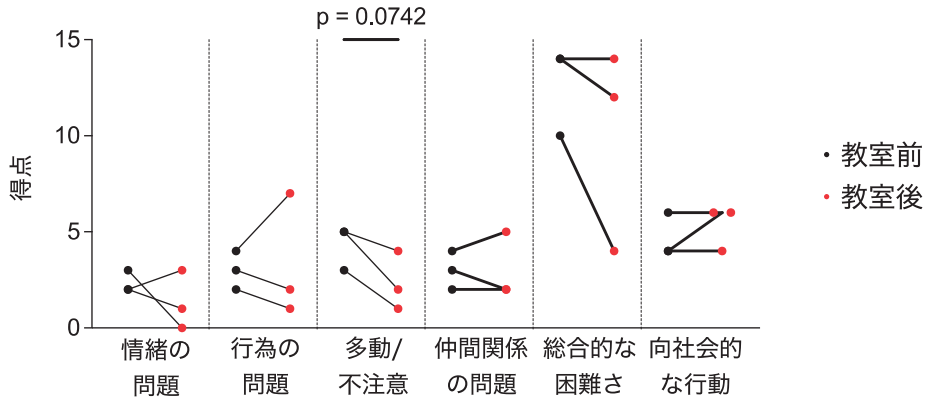 p = 0.0742
15
10
5
0
得点
情緒の
問題
行為の
問題
多動/
不注意
仲間関係
の問題
総合的な
困難さ
向社会的
な行動
教室前
教室後